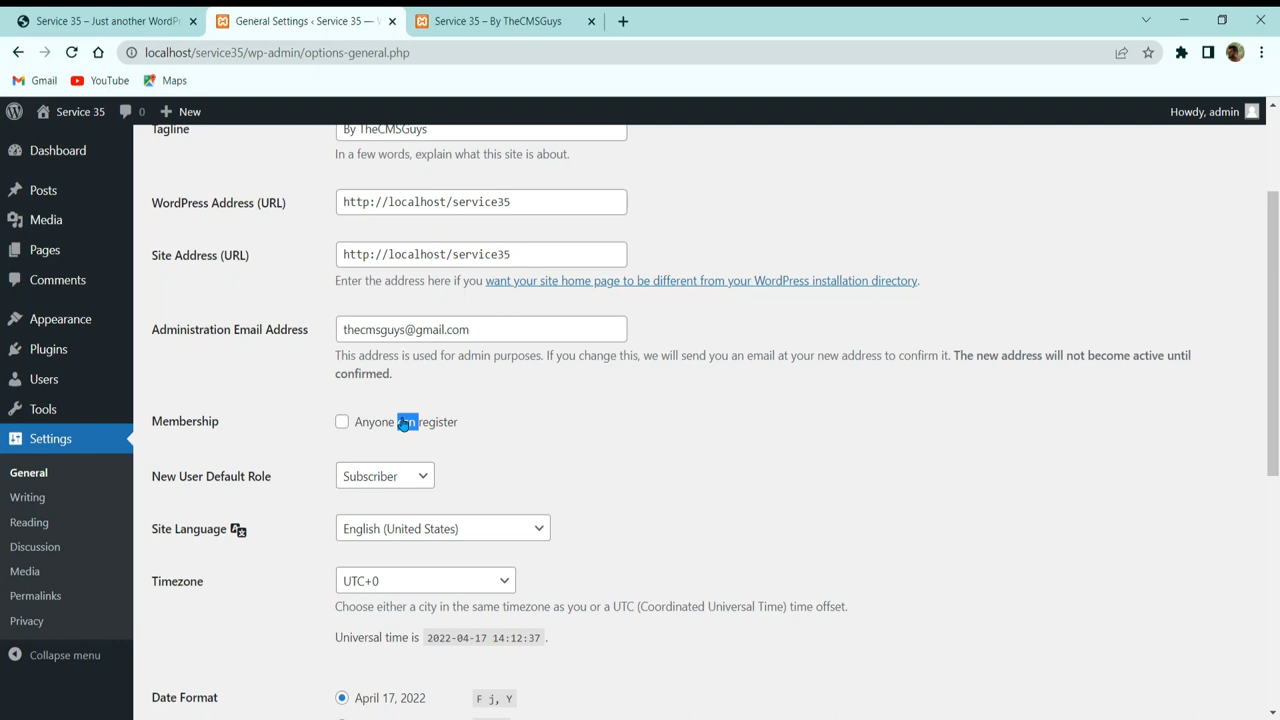 Service 35 – Just another WordPr
General Settings ‹ Service 35 —
Service 35 – By TheCMSGuys
localhost/service35/wp-admin/options-general.php
Gmail
YouTube
Maps
Service 35
0
New
Howdy, admin
Dashboard
Posts
Media
Pages
Comments
Appearance
Plugins
Users
Tools
Settings
General
Writing
Reading
Discussion
Media
Permalinks
Privacy
Collapse menu
Tagline
By TheCMSGuys
In a few words, explain what this site is about.
WordPress Address (URL)
http://localhost/service35
Site Address (URL)
http://localhost/service35
Enter the address here if you want your site home page to be different from your WordPress installation directory.
Administration Email Address
thecmsguys@gmail.com
This address is used for admin purposes. If you change this, we will send you an email at your new address to confirm it. The new address will not become active until
confirmed.
Membership
Anyone can register
New User Default Role
Subscriber
Site Language
English (United States)
Timezone
UTC+0
Choose either a city in the same timezone as you or a UTC (Coordinated Universal Time) time offset.
Universal time is 2022-04-17 14:12:37 .
Date Format
April 17, 2022
F j, Y